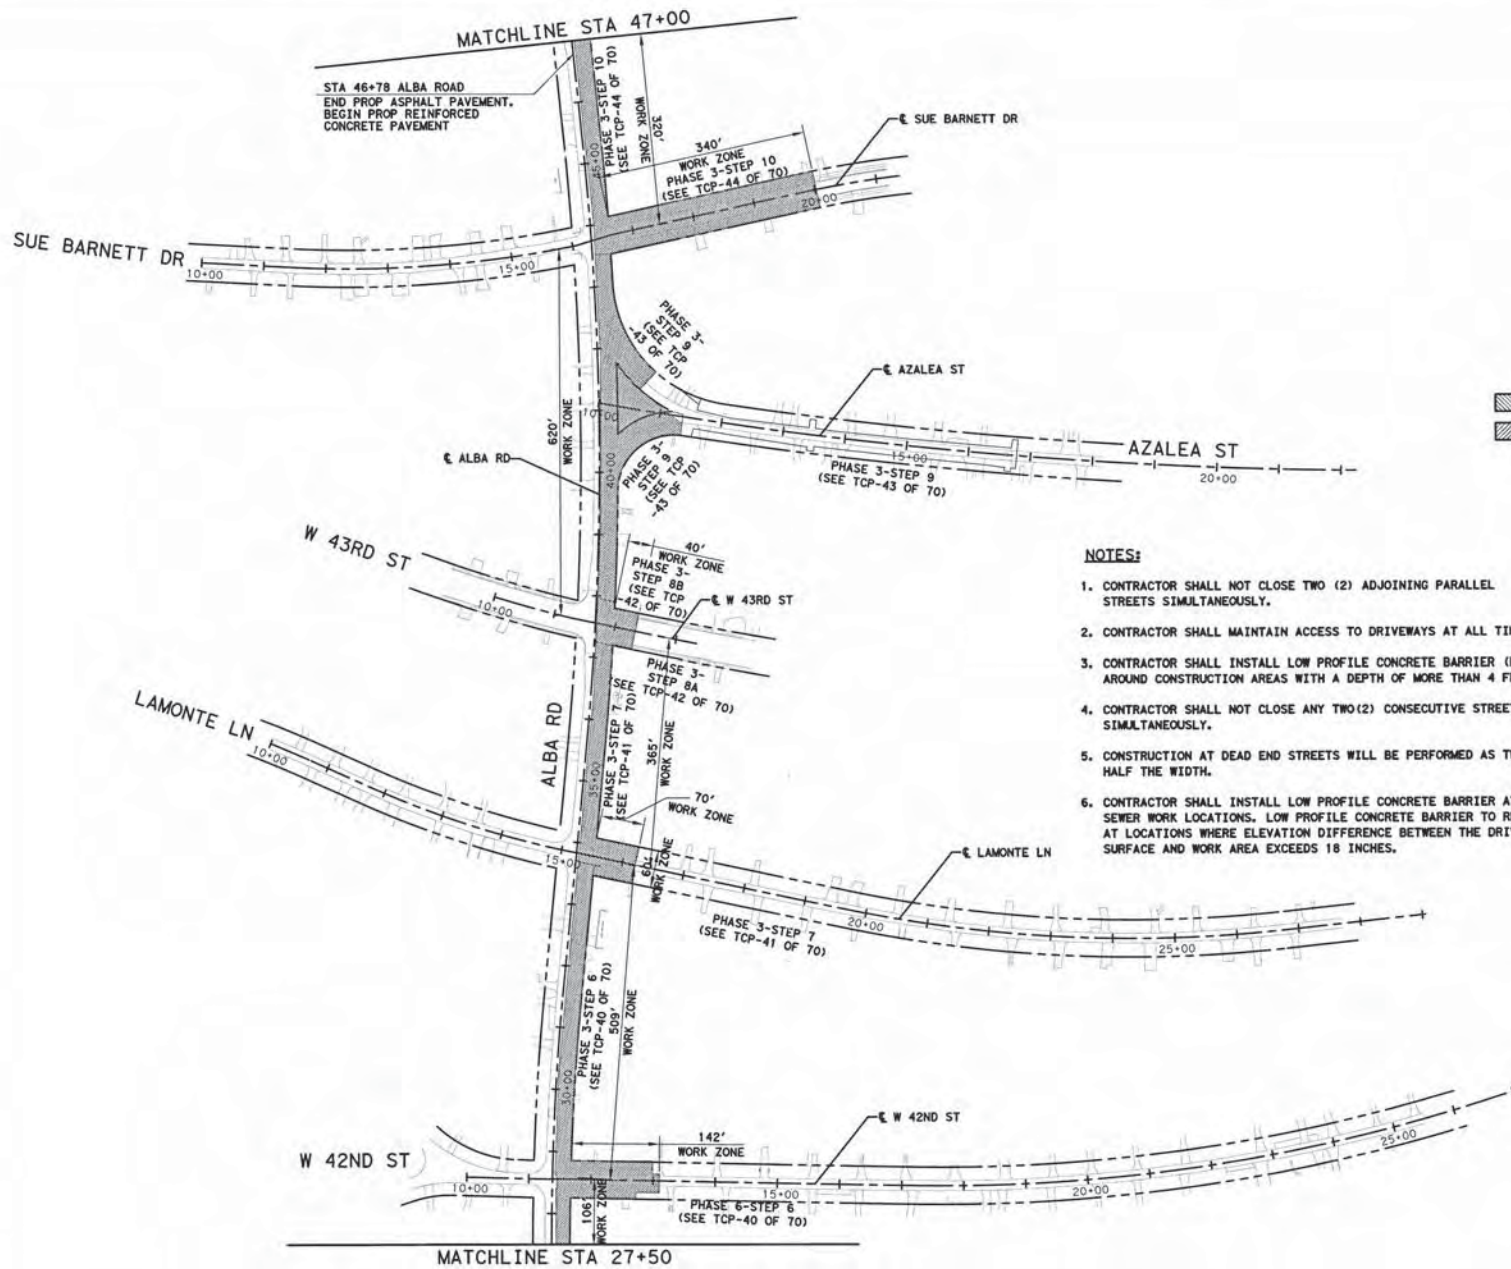 MATCHLINE STA 47+00
STA 46+78 ALBA ROAD
END PROP ASPHALT PAVEMENT.
BEGIN PROP REINFORCED
CONCRETE PAVEMENT
PHASE 3-STEP 10
(SEE TCP-44 OF 70)
320'
WORK ZONE
45+00
340'
WORK ZONE
PHASE 3-STEP 10
(SEE TCP-44 OF 70)
20+00
℄ SUE BARNETT DR
SUE BARNETT DR
10+00
15+00
PHASE 3-
STEP 9
(SEE TCP
-43 OF 70)
℄ AZALEA ST
10+00
15+00
AZALEA ST
20+00
PHASE 3-STEP 9
(SEE TCP-43 OF 70)
620'
WORK ZONE
℄ ALBA RD
40+00
PHASE 3-
STEP 9
(SEE TCP
-43 OF 70)
W 43RD ST
10+00
40'
WORK ZONE
PHASE 3-
STEP 8B
(SEE TCP
-42 OF 70)
℄ W 43RD ST
PHASE 3-
STEP 8A
(SEE TCP-42 OF 70)
LAMONTE LN
10+00
ALBA RD
PHASE 3-STEP 7
(SEE TCP-41 OF 70)
35+00
365'
WORK ZONE
70'
WORK ZONE
15+00
60'
WORK ZONE
℄ LAMONTE LN
20+00
25+00
PHASE 3-STEP 7
(SEE TCP-41 OF 70)
PHASE 3-STEP 6
(SEE TCP-40 OF 70)
509'
WORK ZONE
30+00
W 42ND ST
10+00
142'
WORK ZONE
℄ W 42ND ST
15+00
20+00
25+00
PHASE 6-STEP 6
(SEE TCP-40 OF 70)
106'
WORK ZONE
MATCHLINE STA 27+50
NOTES:
1. CONTRACTOR SHALL NOT CLOSE TWO (2) ADJOINING PARALLEL
STREETS SIMULTANEOUSLY.
2. CONTRACTOR SHALL MAINTAIN ACCESS TO DRIVEWAYS AT ALL
3. CONTRACTOR SHALL INSTALL LOW PROFILE CONCRETE BARRIER
AROUND CONSTRUCTION AREAS WITH A DEPTH OF MORE THAN 4
4. CONTRACTOR SHALL NOT CLOSE ANY TWO(2) CONSECUTIVE
SIMULTANEOUSLY.
5. CONSTRUCTION AT DEAD END STREETS WILL BE PERFORMED AS
HALF THE WIDTH.
6. CONTRACTOR SHALL INSTALL LOW PROFILE CONCRETE BARRIER
SEWER WORK LOCATIONS. LOW PROFILE CONCRETE BARRIER TO
AT LOCATIONS WHERE ELEVATION DIFFERENCE BETWEEN THE
SURFACE AND WORK AREA EXCEEDS 18 INCHES.